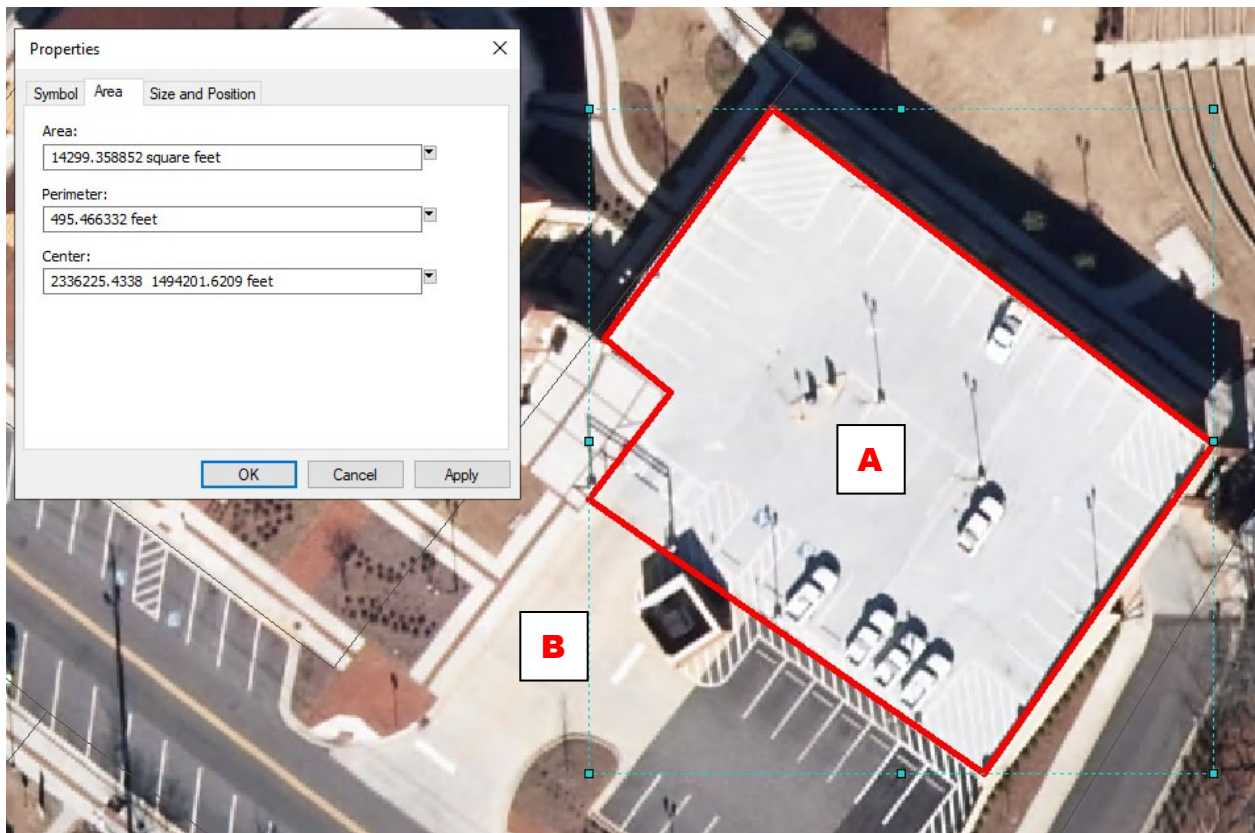 Properties
Symbol Area Size and Position
Area:
14299.358852 square feet
Perimeter:
495.466332 feet
Center:
2336225.4338 1494201.6209 feet
OK Cancel Apply
A
B